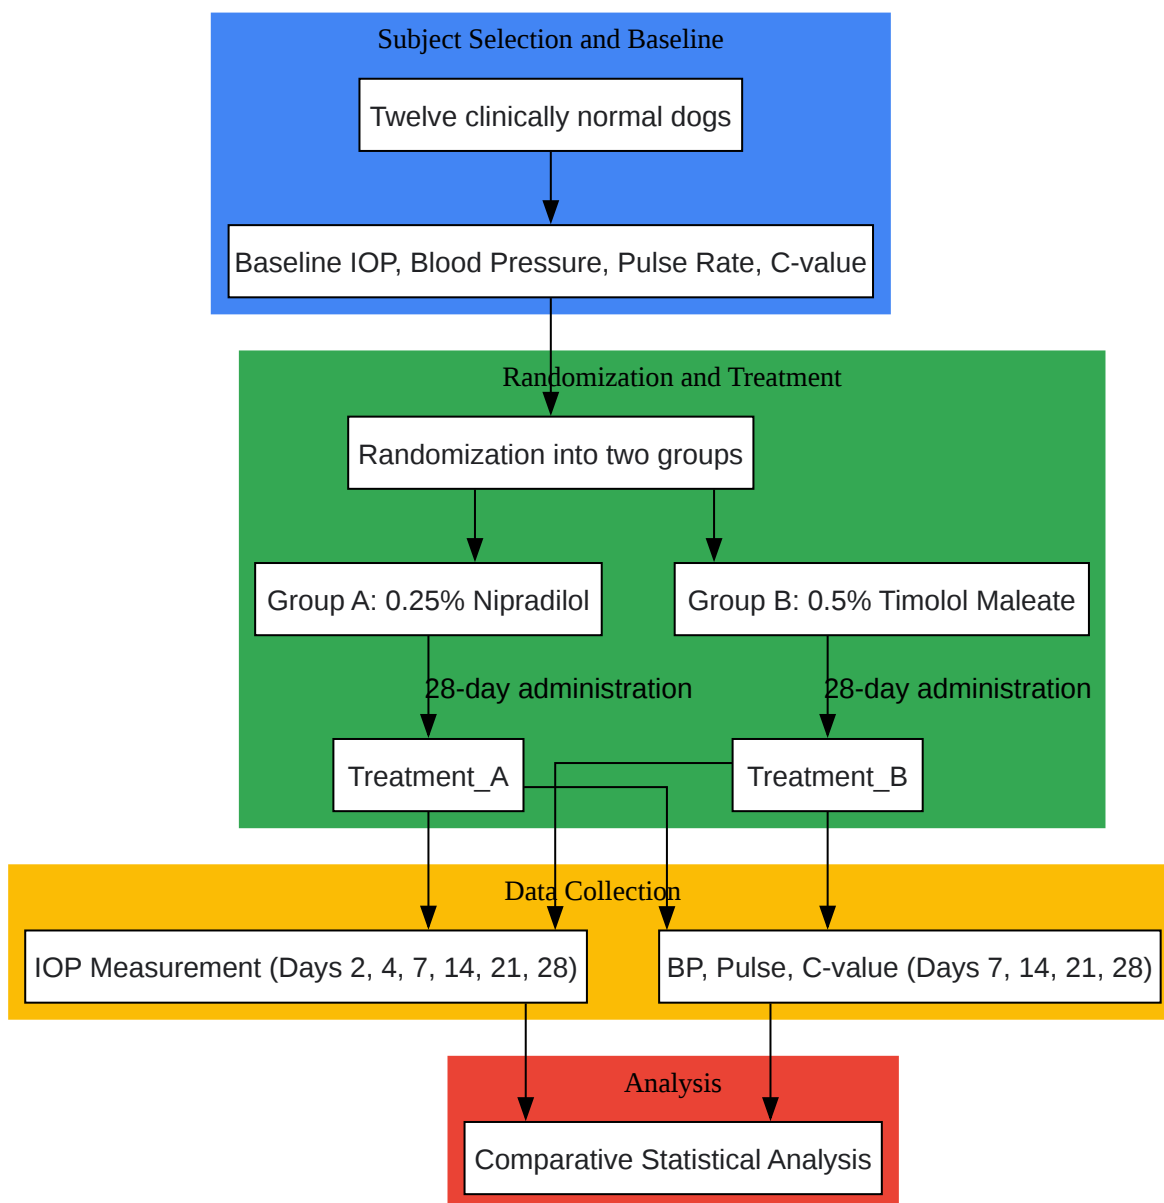 Subject Selection and Baseline
Twelve clinically normal dogs
Baseline IOP, Blood Pressure, Pulse Rate, C-value
Randomization and Treatment
Randomization into two groups
Group A: 0.25% Nipradilol
Group B: 0.5% Timolol Maleate
28-day administration
28-day administration
Treatment_A
Treatment_B
Data Collection
IOP Measurement (Days 2, 4, 7, 14, 21, 28)
BP, Pulse, C-value (Days 7, 14, 21, 28)
Analysis
Comparative Statistical Analysis